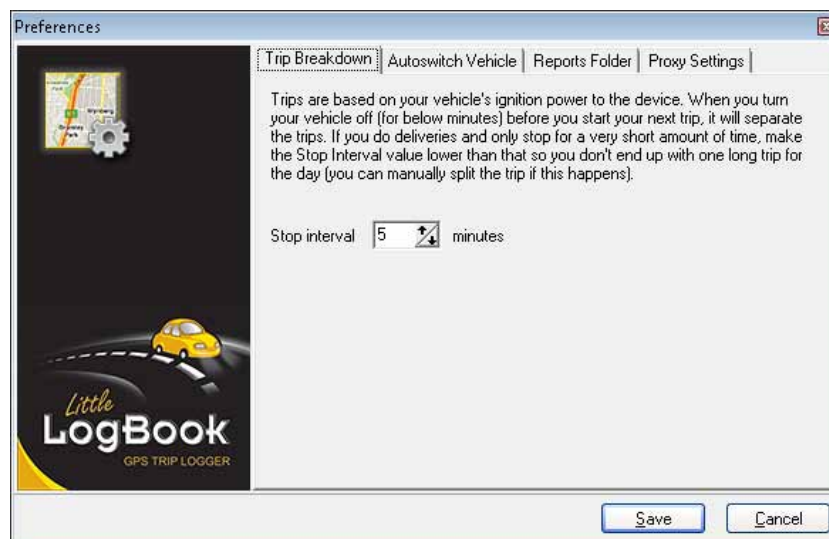 Preferences
Trip Breakdown
Autoswitch Vehicle
Reports Folder
Proxy Settings
Trips are based on your vehicle's ignition power to the device. When you turn
your vehicle off (for below minutes) before you start your next trip, it will separate
the trips. If you do deliveries and only stop for a very short amount of time, make
the Stop Interval value lower than that so you don't end up with one long trip for
the day (you can manually split the trip if this happens).
Stop interval 5 minutes
Little
LogBook
GPS TRIP LOGGER
Save
Cancel